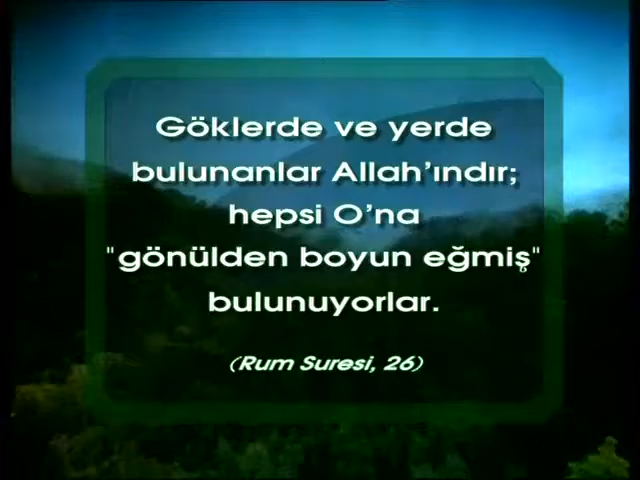 Göklerde ve yerde
bulunanlar Allah'ındır;
hepsi O'na
"gönülden boyun eğmiş"
bulunuyorlar.
(Rum Suresi, 26)